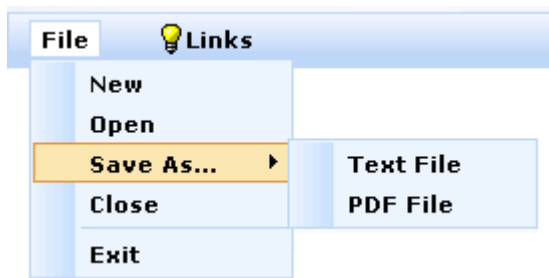 File Links
New
Open
Save As...
Text File
Close
PDF File
Exit